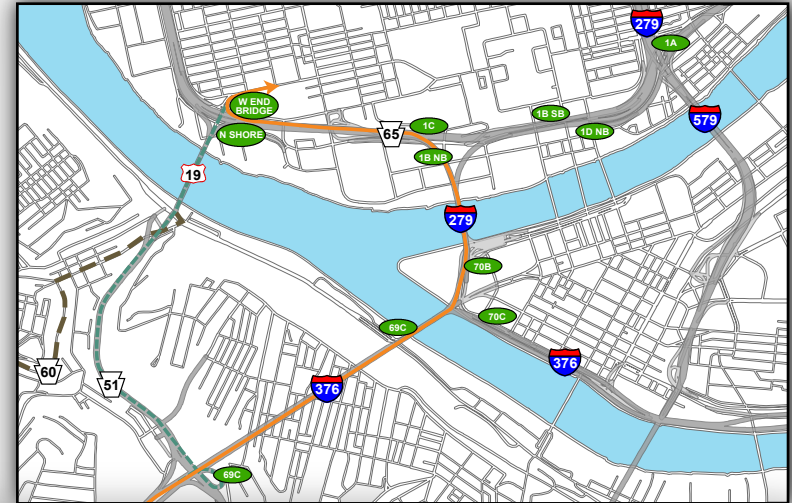 279
1A
W END
BRIDGE
1B SB
579
65
1C
1D NB
N SHORE
1B NB
19
279
70B
70C
69C
376
60
51
376
69C